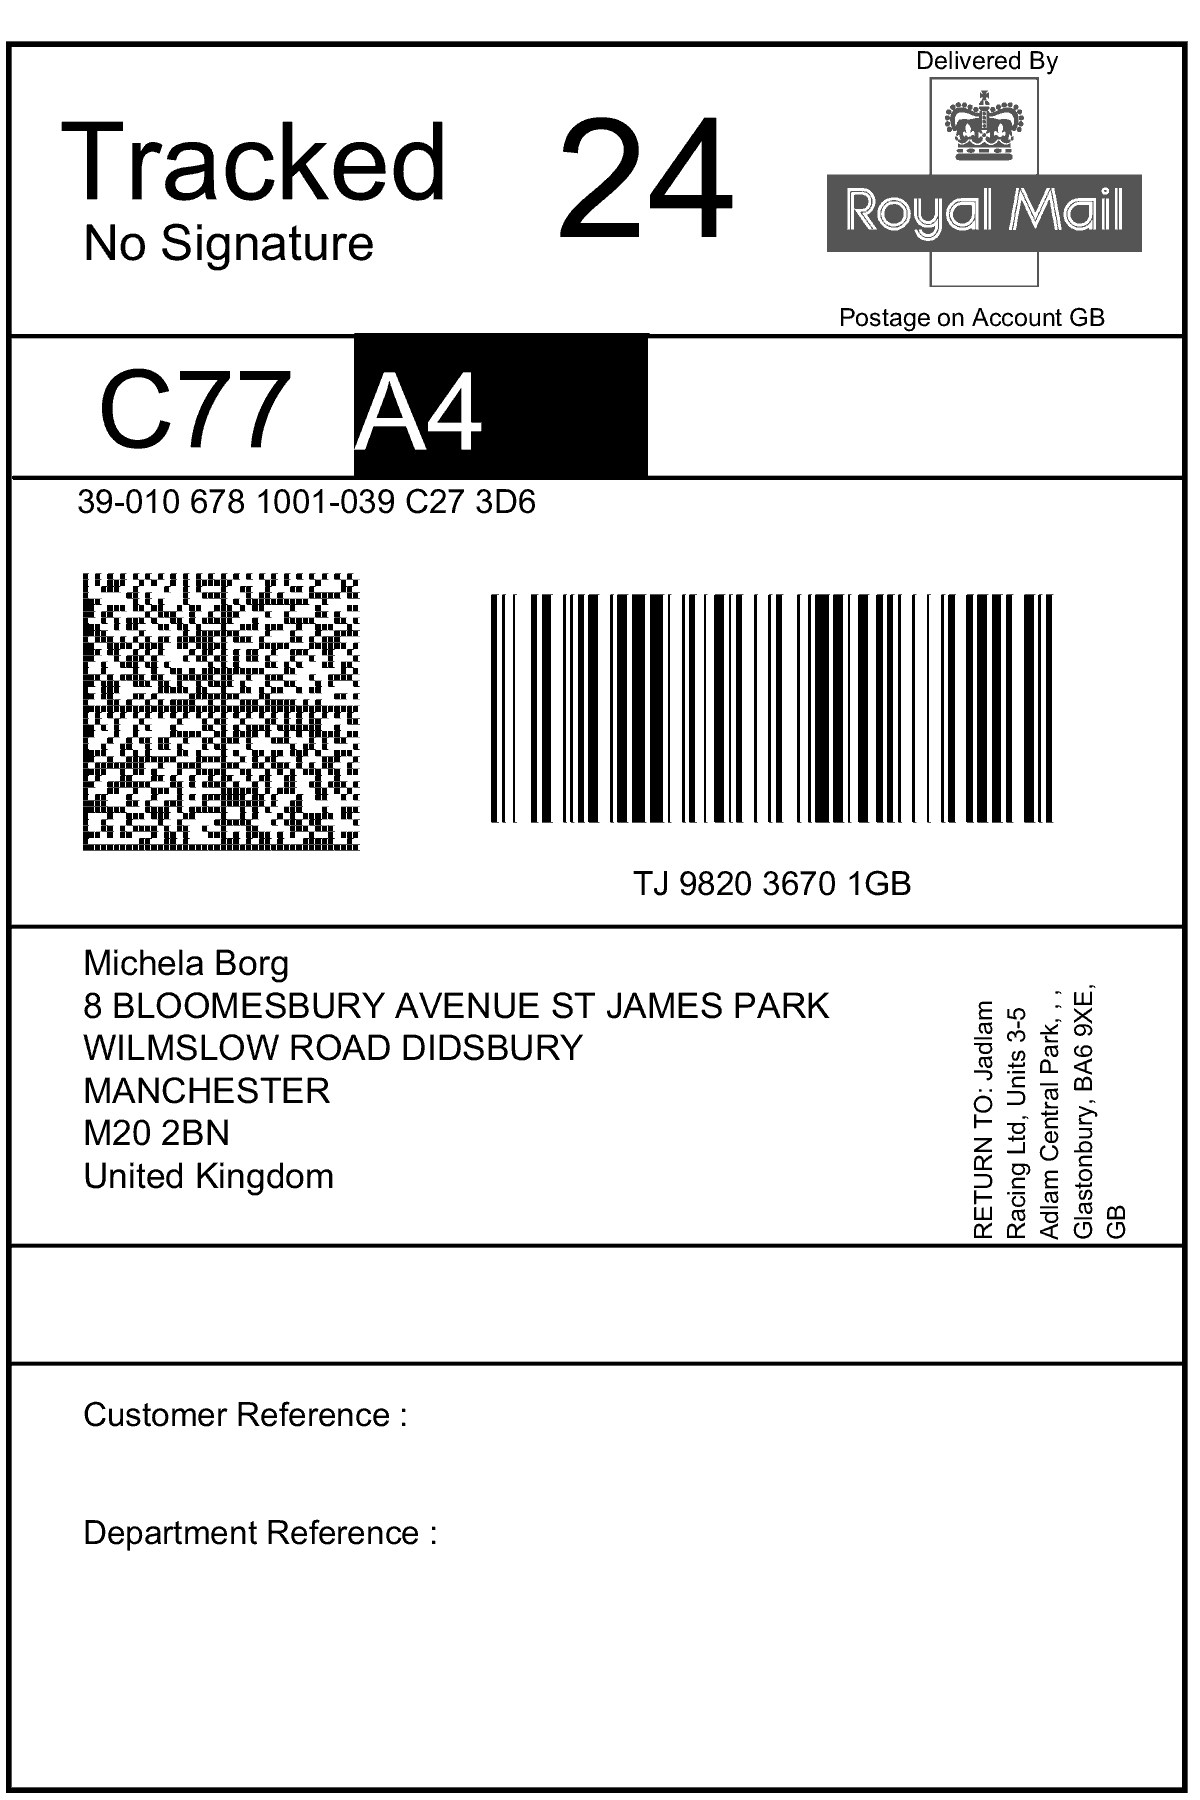 Delivered By
Tracked
24
No Signature
Royal Mail
Postage on Account GB
C77
A4
39-010 678 1001-039 C27 3D6
TJ 9820 3670 1GB
Michela Borg
8 BLOOMESBURY AVENUE ST JAMES PARK
WILMSLOW ROAD DIDSBURY
MANCHESTER
M20 2BN
United Kingdom
RETURN TO: Jadlam
Racing Ltd, Units 3-5
Adlam Central Park, , ,
Glastonbury, BA6 9XE,
GB
Customer Reference :
Department Reference :